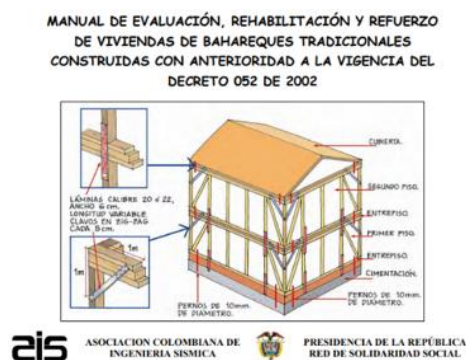 MANUAL DE EVALUACIÓN, REHABILITACIÓN Y REFUERZO
DE VIVIENDAS DE BAHAREQUES TRADICIONALES
CONSTRUIDAS CON ANTERIORIDAD A LA VIGENCIA DEL
DECRETO 052 DE 2002
CUBIERTA.
SEGUNDO PISO.
ENTREPISO.
PRIMER PISO.
ENTREPISO.
CIMENTACIÓN.
LÁMINAS CALIBRE 20 ó 22,
ANCHO 6 cm.
LONGITUD VARIABLE
CLAVOS EN ZIG-ZAG
CADA 8 cm.
1m
1m
PERNOS DE 10mm
DE DIÁMETRO.
PERNOS DE 10mm.
DE DIÁMETRO.
ais
ASOCIACION COLOMBIANA DE
INGENIERIA SISMICA
PRESIDENCIA DE LA REPÚBLICA
RED DE SOLIDARIDAD SOCIAL